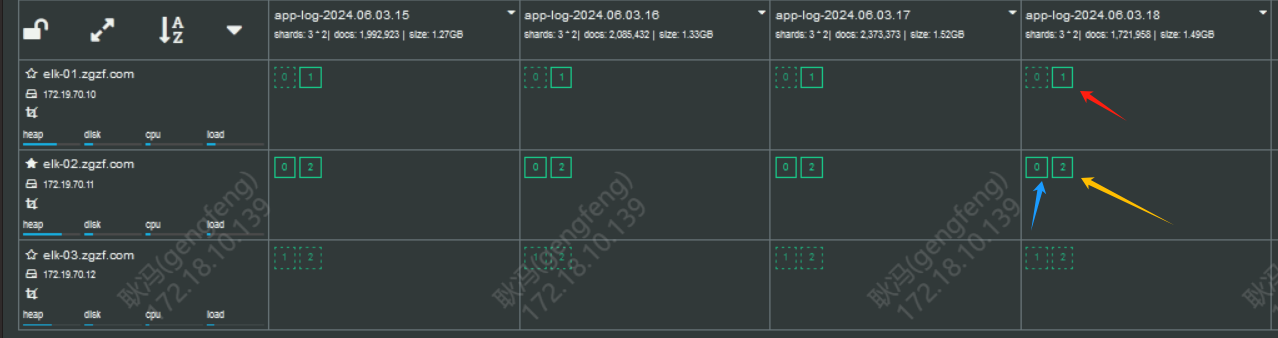 app-log-2024.06.03.15
shards: 3 * 2| docs: 1,992,923 | size: 1.27GB
app-log-2024.06.03.16
shards: 3 * 2| docs: 2,085,432 | size: 1.33GB
app-log-2024.06.03.17
shards: 3 * 2| docs: 2,373,373 | size: 1.52GB
app-log-2024.06.03.18
shards: 3 * 2| docs: 1,721,958 | size: 1.49GB
A
Z
elk-01.zgzf.com
172.19.70.10
heap disk cpu load
0 1
0 1
0 1
0 1
elk-02.zgzf.com
172.19.70.11
heap disk cpu load
0 2
0 2
0 2
0 2
elk-03.zgzf.com
172.19.70.12
heap disk cpu load
1 2
1 2
1 2
1 2
耿冯(gengfeng)
172.18.10.139
耿冯(gengfeng)
172.18.10.139
耿冯(gengfeng)
172.18.10.139
耿
17